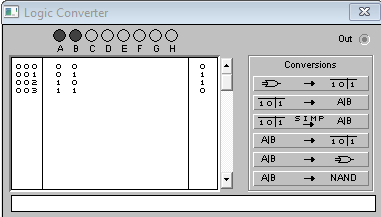 Logic Converter
Out
A B C D E F G H
000 0 0 0
001 0 1 1
002 1 0 1
003 1 1 0
Conversions
→ 1 0 1
1 0 1 → A|B
1 0 1 SIMP → A|B
A|B → 1 0 1
A|B →
A|B → NAND